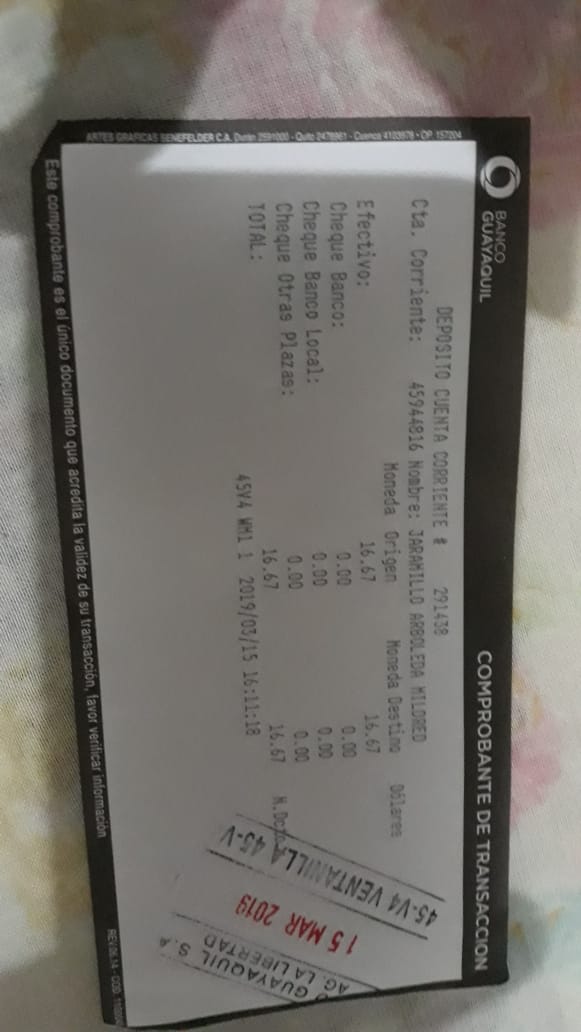 BANCO
GUAYAQUIL
COMPROBANTE DE TRANSACCION
DEPOSITO CUENTA CORRIENTE # 291438
Cta. Corriente: 45944816 Nombre: JARAMILLO ARBOLEDA MILDRED
Moneda Origen Moneda Destino Dólares
Efectivo: 16.67 16.67
Cheque Banco: 0.00 0.00
Cheque Banco Local: 0.00 0.00
Cheque Otras Plazas: 0.00 0.00
TOTAL: 16.67 16.67 N.Dcto
45V4 WM1 1 2019/03/15 16:11:18
45-V4 VENTANILLA 45-V
15 MAR 2019
GUAYAQUIL S.A
AG. LA LIBERTAD
Este comprobante es el único documento que acredita la validez de su transacción, favor verificar información
REV.06.14 - COD.
ARTES GRAFICAS SENEFELDER C.A.